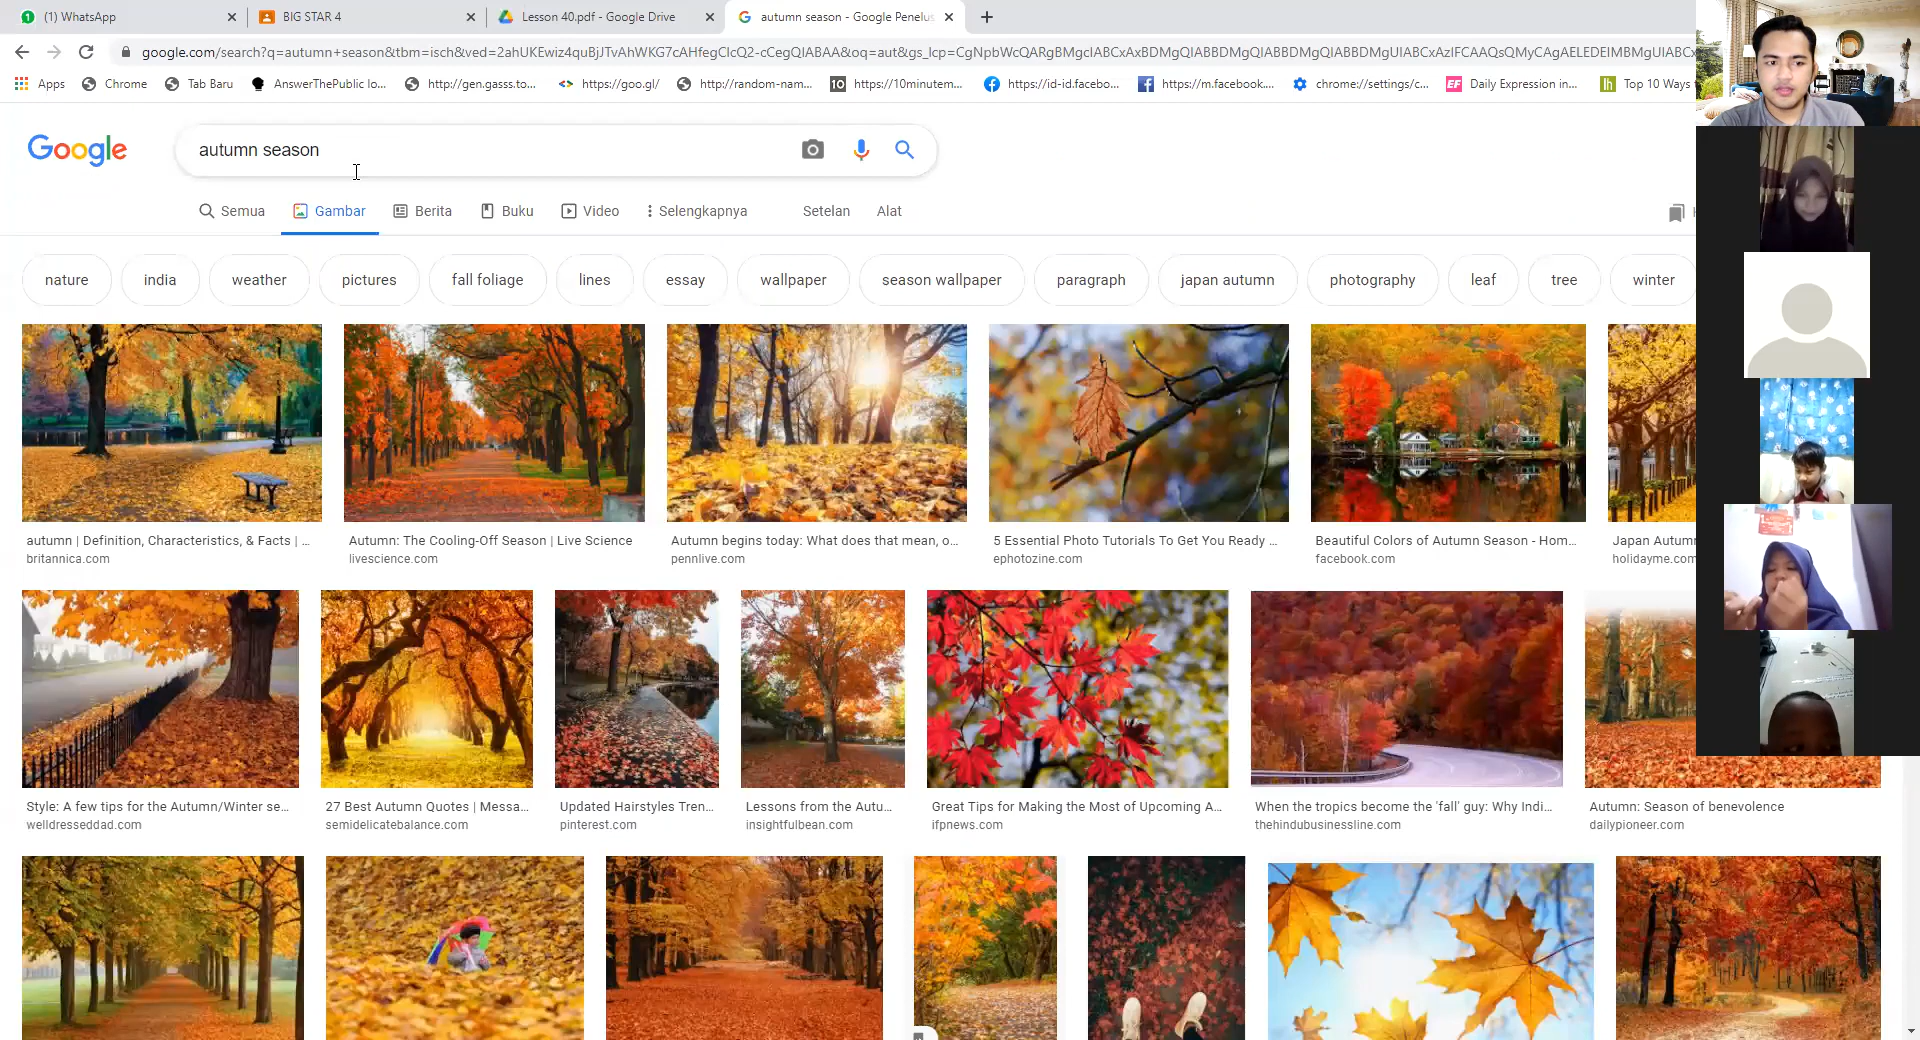 (1) WhatsApp
BIG STAR 4
Lesson 40.pdf - Google Drive
autumn season - Google Penelus
google.com/search?q=autumn+season&tbm=isch&ved=2ahUKEwiz4quBjJTvAhWKG7cAHfegClcQ2-cCegQIABAA&oq=aut&gs_lcp=CgNpbWcQARgBMgcIABCxAxBDMgQIABBDMgQIABBDMgQIABBDMgUIABCxAzIFCAAQsQMyCAgAELEDEIMBMgUIABCx
Apps
Chrome
Tab Baru
AnswerThePublic lo...
http://gen.gasss.to...
https://goo.gl/
http://random-nam...
10 https://10minutem...
https://id-id.facebo...
https://m.facebook....
chrome://settings/c...
EF Daily Expression in...
lh Top 10 Ways
Google
autumn season
Semua
Gambar
Berita
Buku
Video
Selengkapnya
Setelan
Alat
nature
india
weather
pictures
fall foliage
lines
essay
wallpaper
season wallpaper
paragraph
japan autumn
photography
leaf
tree
winter
autumn | Definition, Characteristics, & Facts | ...
britannica.com
Autumn: The Cooling-Off Season | Live Science
livescience.com
Autumn begins today: What does that mean, o...
pennlive.com
5 Essential Photo Tutorials To Get You Ready ...
ephotozine.com
Beautiful Colors of Autumn Season - Hom...
facebook.com
Japan Autumn
holidayme.com
Style: A few tips for the Autumn/Winter se...
welldresseddad.com
27 Best Autumn Quotes | Messa...
semidelicatebalance.com
Updated Hairstyles Tren...
pinterest.com
Lessons from the Autu...
insightfulbean.com
Great Tips for Making the Most of Upcoming A...
ifpnews.com
When the tropics become the 'fall' guy: Why Indi...
thehindubusinessline.com
Autumn: Season of benevolence
dailypioneer.com